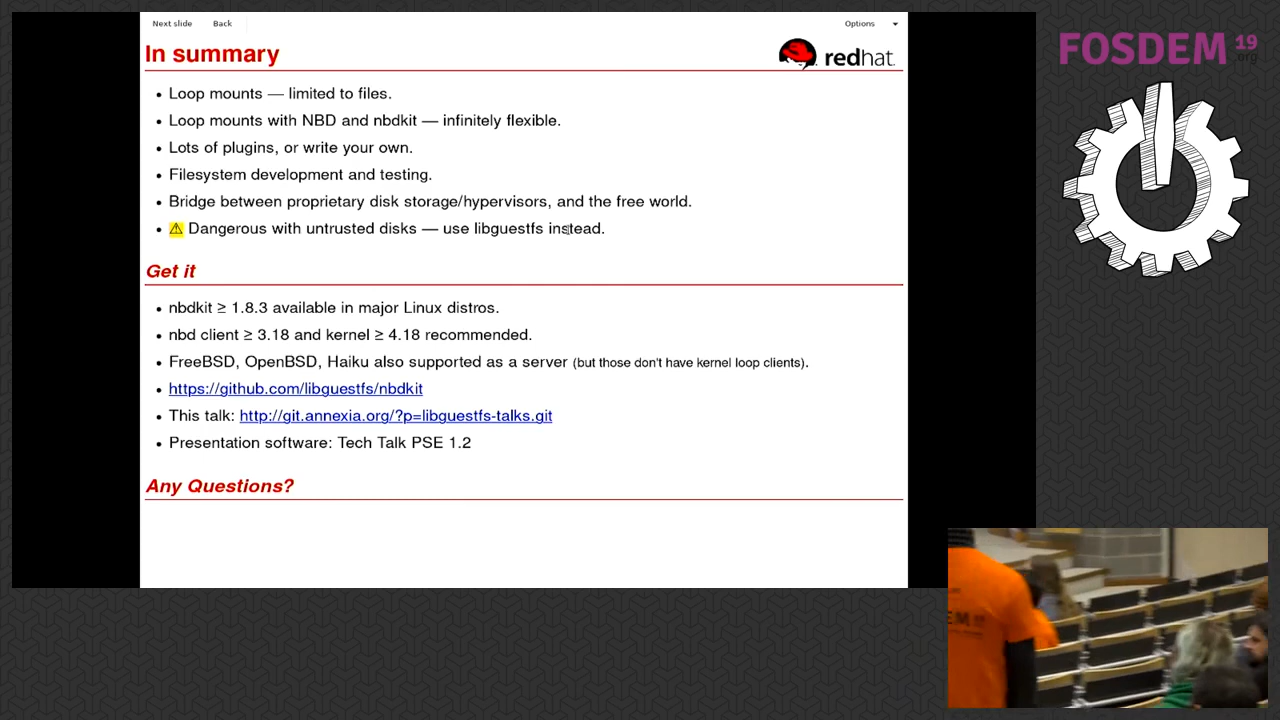 Next slide Back Options
In summary
redhat.
Loop mounts — limited to files.
Loop mounts with NBD and nbdkit — infinitely flexible.
Lots of plugins, or write your own.
Filesystem development and testing.
Bridge between proprietary disk storage/hypervisors, and the free world.
⚠ Dangerous with untrusted disks — use libguestfs instead.
Get it
nbdkit ≥ 1.8.3 available in major Linux distros.
nbd client ≥ 3.18 and kernel ≥ 4.18 recommended.
FreeBSD, OpenBSD, Haiku also supported as a server (but those don't have kernel loop clients).
https://github.com/libguestfs/nbdkit
This talk: http://git.annexia.org/?p=libguestfs-talks.git
Presentation software: Tech Talk PSE 1.2
Any Questions?
FOSDEM 19
.org